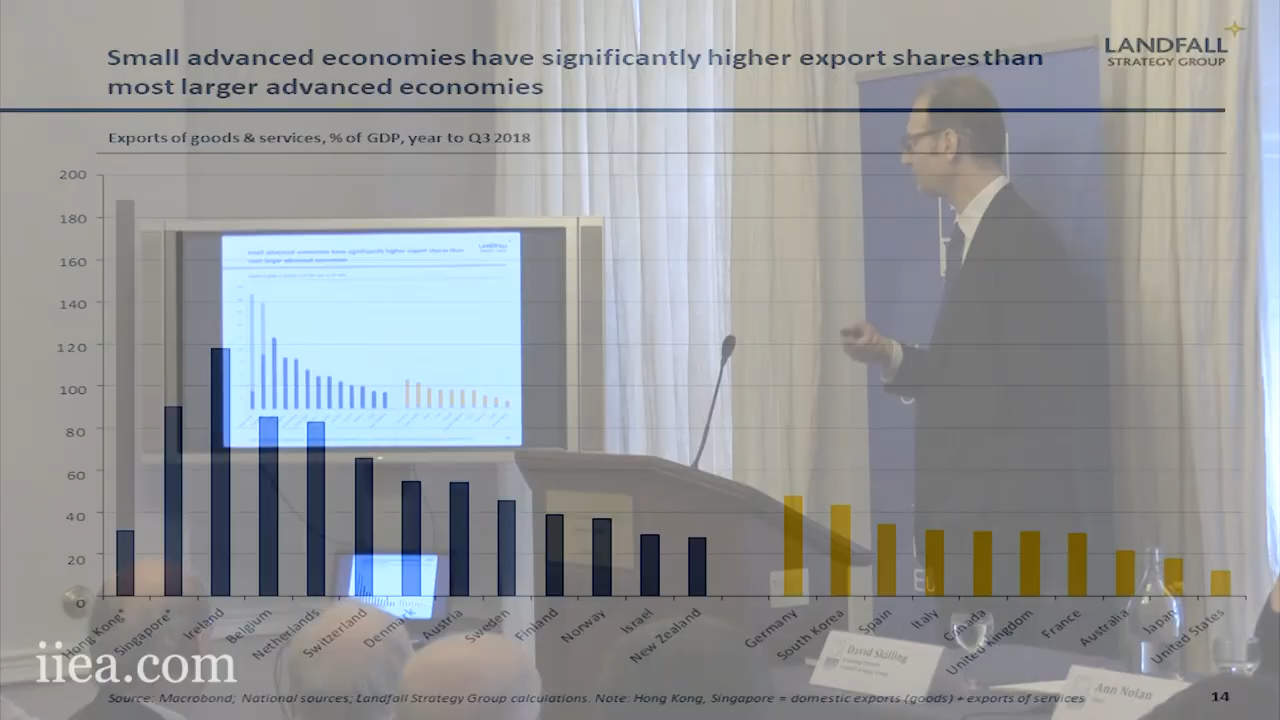 Small advanced economies have significantly higher export shares than
most larger advanced economies
LANDFALL
STRATEGY GROUP
Exports of goods & services, % of GDP, year to Q3 2018
200
180
160
140
120
100
80
60
40
20
0
Hong Kong*
Singapore*
Ireland
Belgium
Netherlands
Switzerland
Denmark
Austria
Sweden
Finland
Norway
Israel
New Zealand
Germany
South Korea
Spain
Italy
Canada
United Kingdom
France
Australia
Japan
United States
David Skilling
Ann Nolan
iiea.com
Source: Macrobond; National sources; Landfall Strategy Group calculations. Note: Hong Kong, Singapore = domestic exports (goods) + exports of services
14